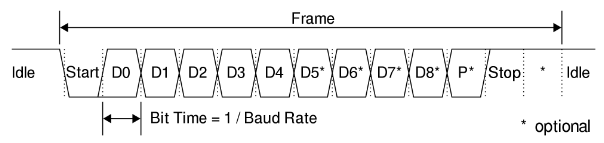 Frame
Idle Start D0 D1 D2 D3 D4 D5* D6* D7* D8* P* Stop * Idle
Bit Time = 1 / Baud Rate
* optional